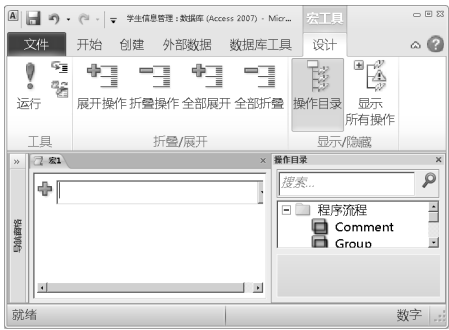 A 学生信息管理:数据库 (Access 2007) - Micr... 宏工具
文件 开始 创建 外部数据 数据库工具 设计
运行 展开操作 折叠操作 全部展开 全部折叠 操作目录 显示
所有操作
工具 折叠/展开 显示/隐藏
» 宏1 × 操作目录 ×
搜索...
程序流程
Comment
Group
导航窗格
就绪 数字